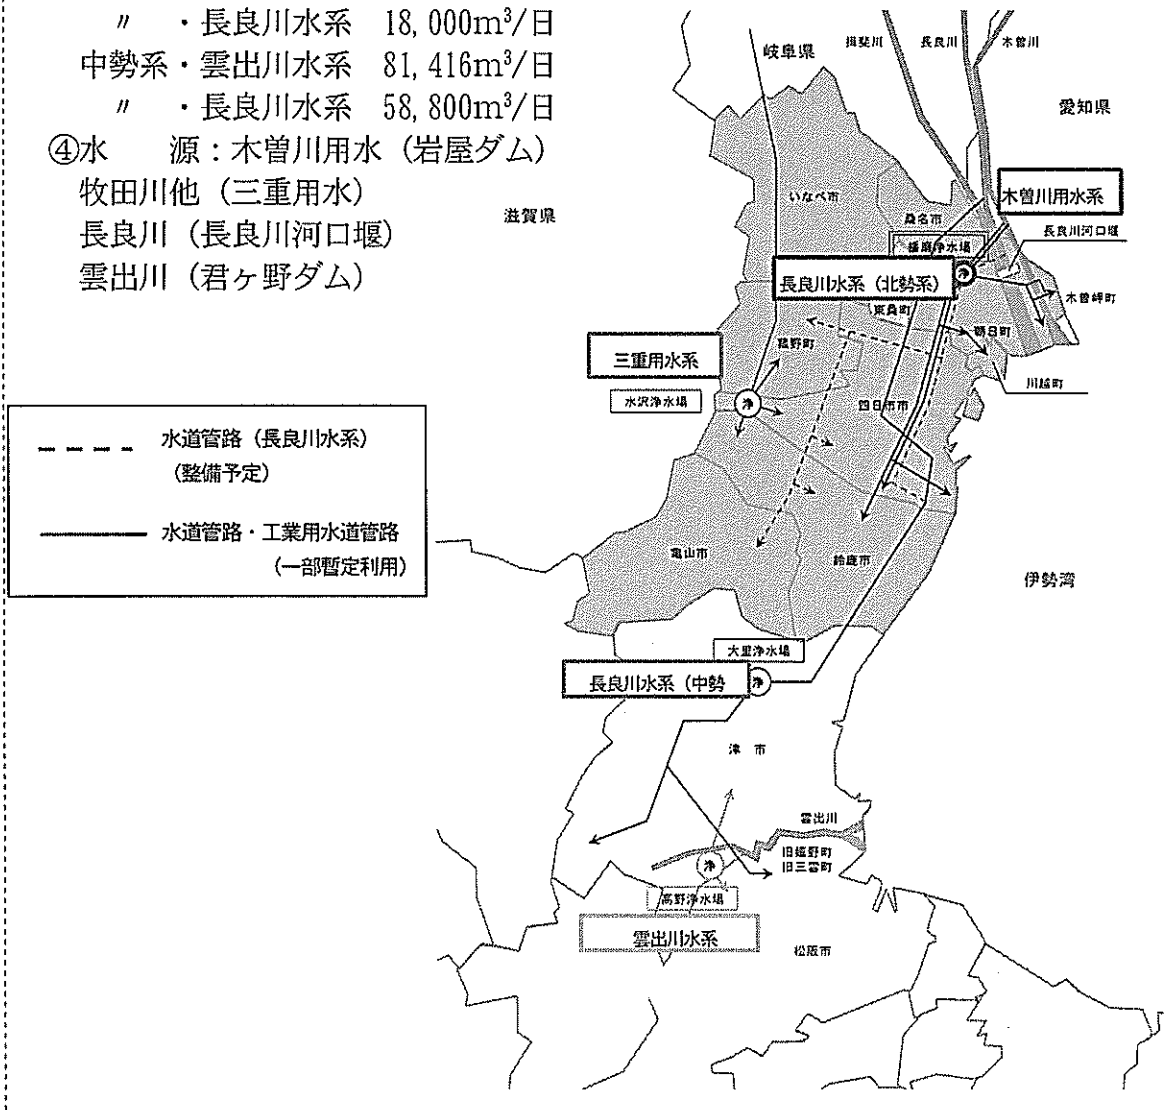 〃 ・長良川水系 18,000m³/日
中勢系・雲出川水系 81,416m³/日
〃 ・長良川水系 58,800m³/日
④水 源：木曽川用水（岩屋ダム）
牧田川他（三重用水）
長良川（長良川河口堰）
雲出川（君ヶ野ダム）
岐阜県
揖斐川
長良川
木曽川
愛知県
滋賀県
いなべ市
桑名市
木曽川用水系
播磨浄水場
長良川河口堰
浄
長良川水系（北勢系）
木曽岬町
東員町
朝日町
三重用水系
菰野町
川越町
水沢浄水場
浄
四日市市
水道管路（長良川水系）
（整備予定）
水道管路・工業用水道管路
（一部暫定利用）
亀山市
鈴鹿市
伊勢湾
大里浄水場
長良川水系（中勢
浄
津 市
雲出川
旧嬉野町
旧三雲町
浄
高野浄水場
雲出川水系
松阪市